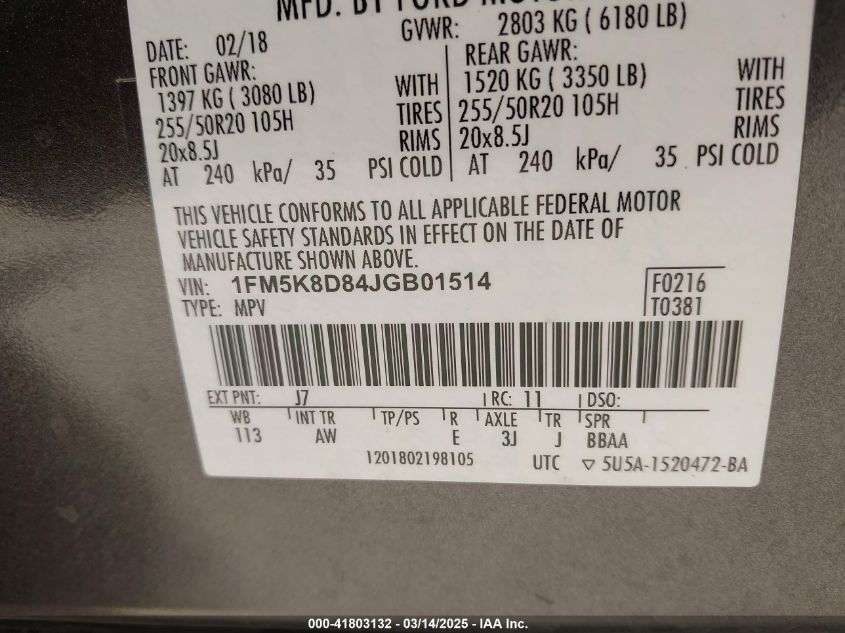 MFD. BY FORD MOTOR
GVWR: 2803 KG ( 6180 LB)
DATE: 02/18
FRONT GAWR:
1397 KG ( 3080 LB) WITH
255/50R20 105H TIRES
20x8.5J RIMS
AT 240 kPa/ 35 PSI COLD
REAR GAWR:
1520 KG ( 3350 LB) WITH
255/50R20 105H TIRES
20x8.5J RIMS
AT 240 kPa/ 35 PSI COLD
THIS VEHICLE CONFORMS TO ALL APPLICABLE FEDERAL MOTOR
VEHICLE SAFETY STANDARDS IN EFFECT ON THE DATE OF
MANUFACTURE SHOWN ABOVE.
VIN: 1FM5K8D84JGB01514 F0216
TYPE: MPV T0381
EXT PNT: J7 RC: 11 DSO:
WB INT TR TP/PS R AXLE TR SPR
113 AW E 3J J BBAA
1201802198105 UTC ▽ 5U5A-1520472-BA
000-41803132 - 03/14/2025 - IAA Inc.